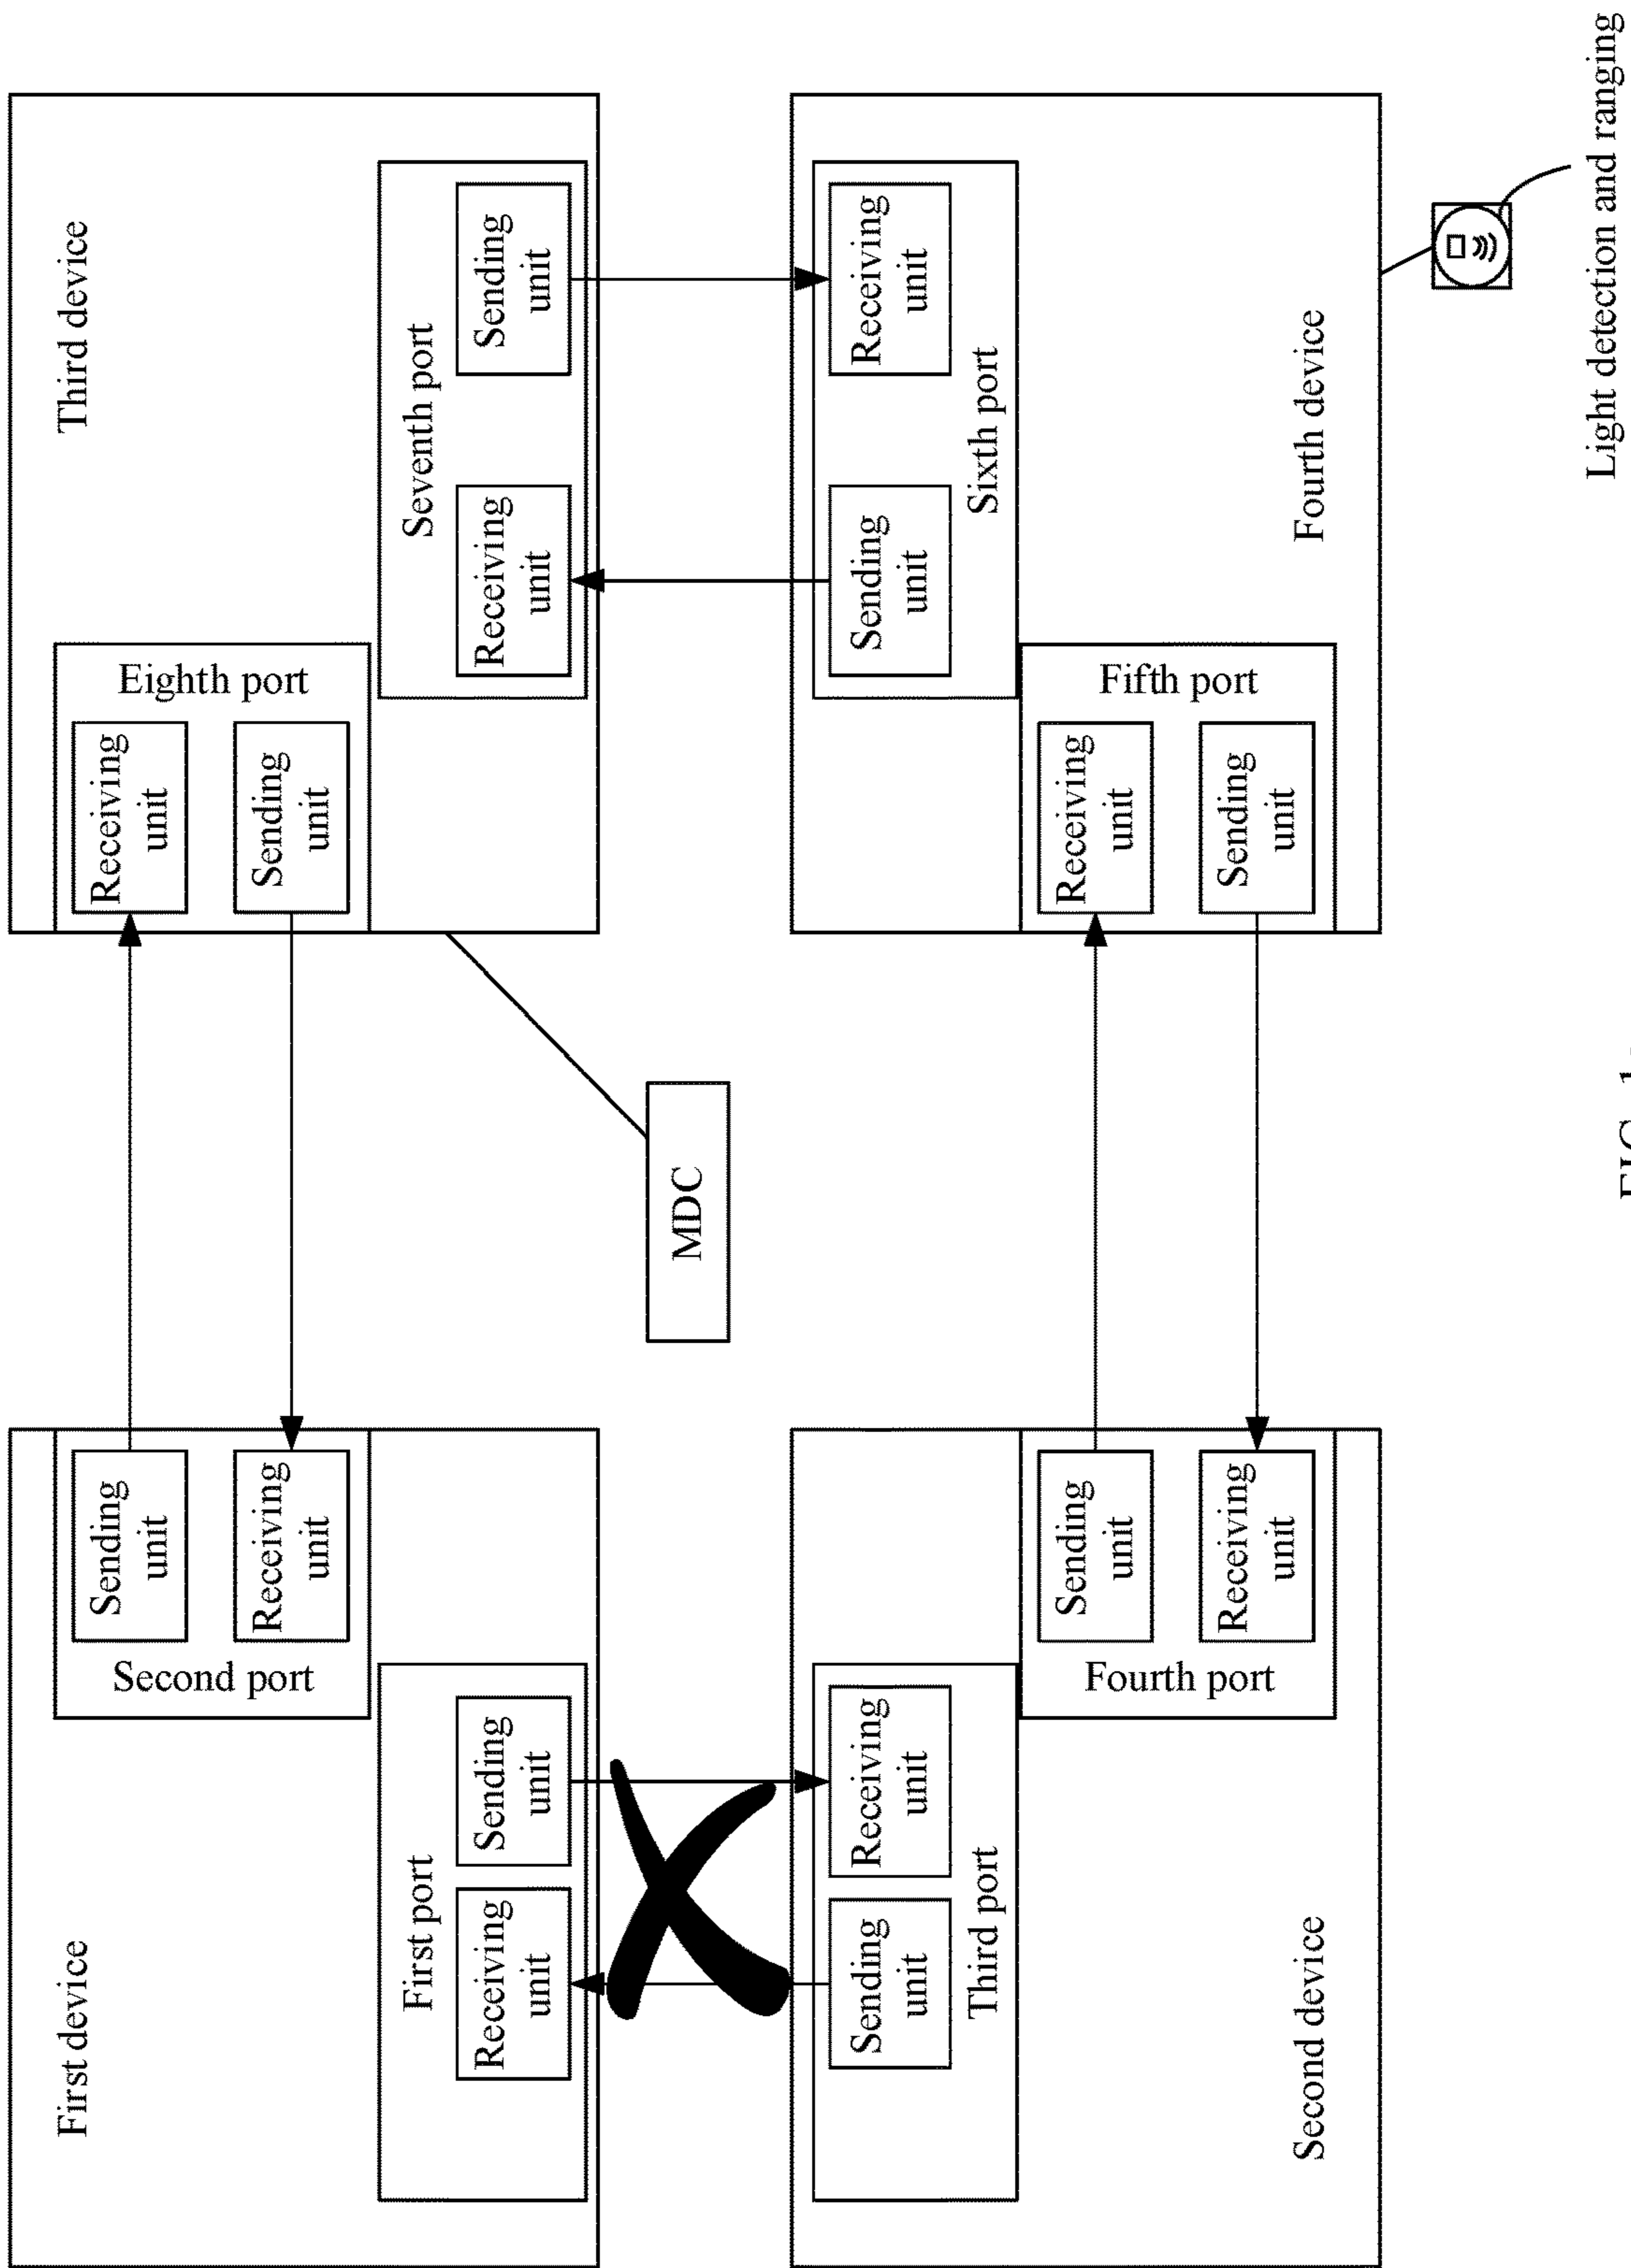 First device
Second port
Sending
unit
Receiving
unit
First port
Receiving
unit
Sending
unit
Third device
Eighth port
Receiving
unit
Sending
unit
Seventh port
Receiving
unit
Sending
unit
MDC
Second device
Third port
Sending
unit
Receiving
unit
Fourth port
Sending
unit
Receiving
unit
Fourth device
Sixth port
Sending
unit
Receiving
unit
Fifth port
Receiving
unit
Sending
unit
Light detection and ranging